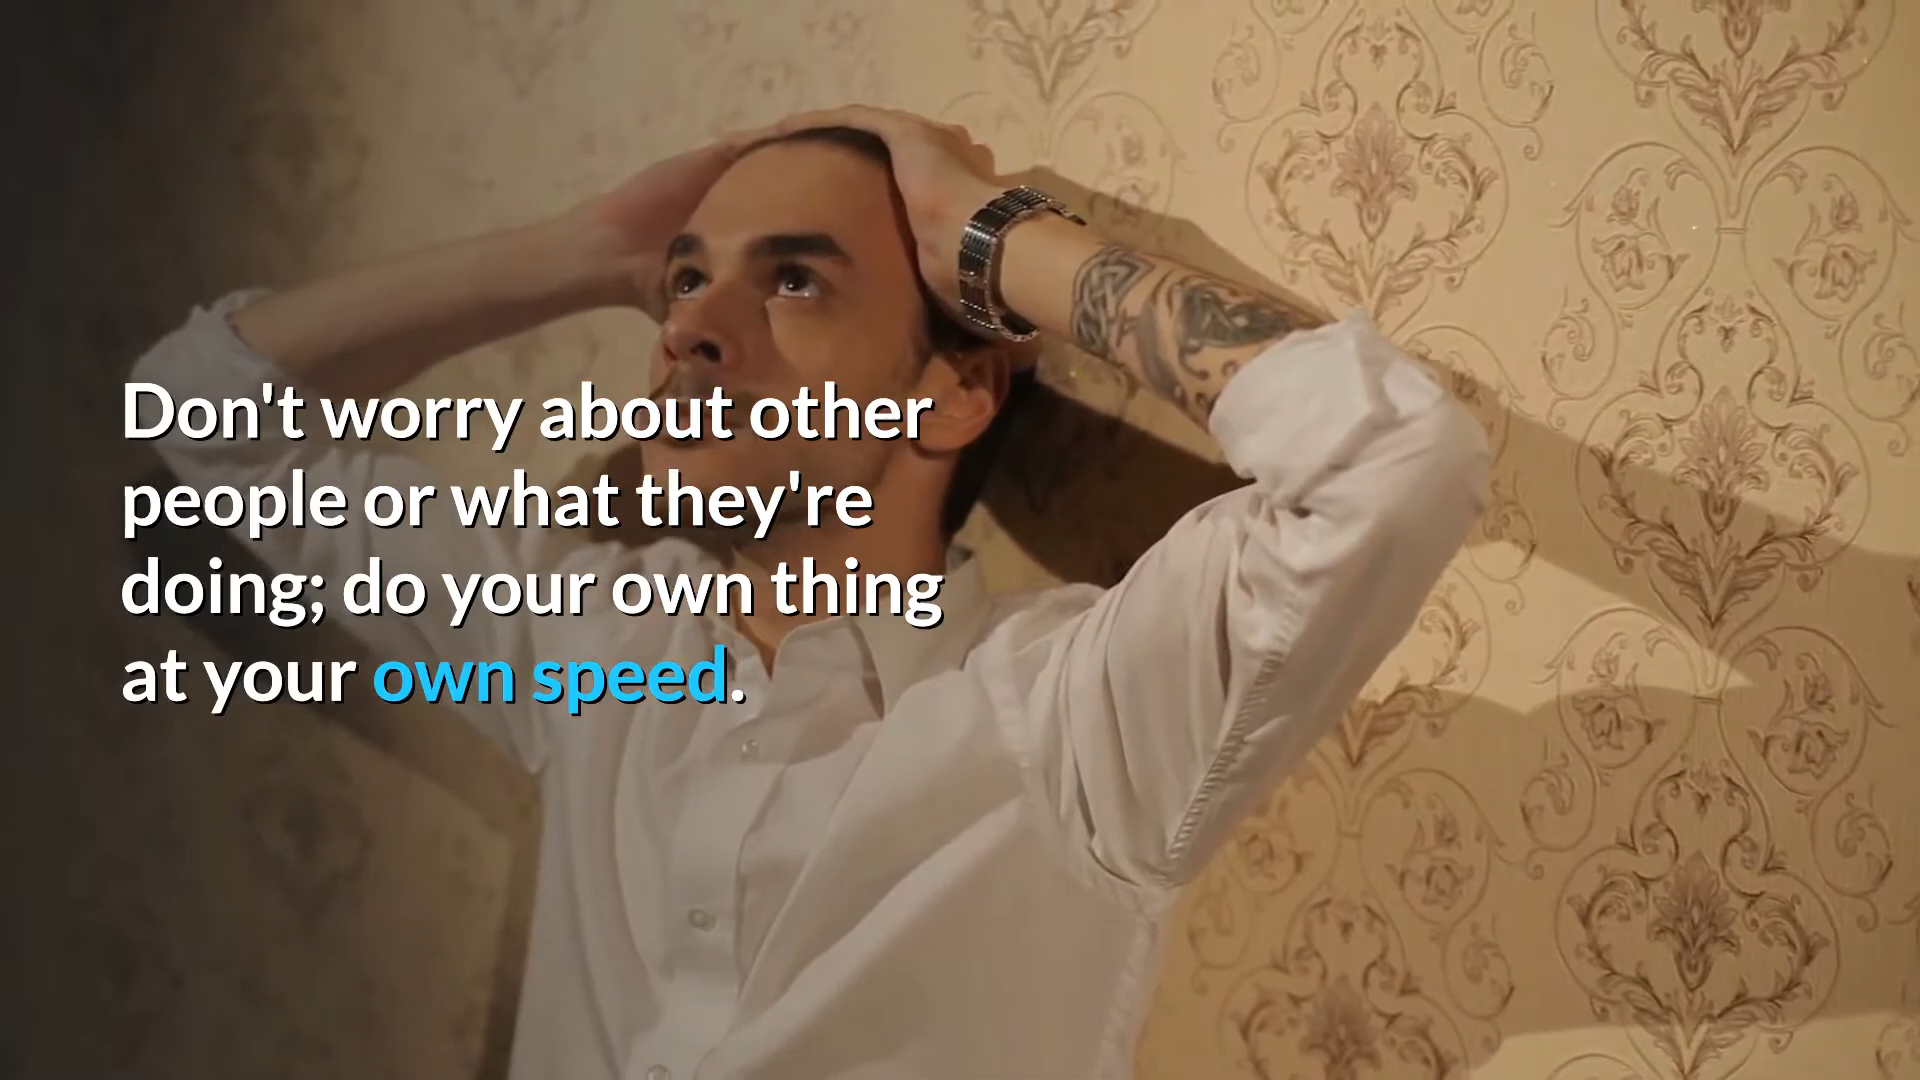 Don't worry about other
people or what they're
doing; do your own thing
at your own speed.